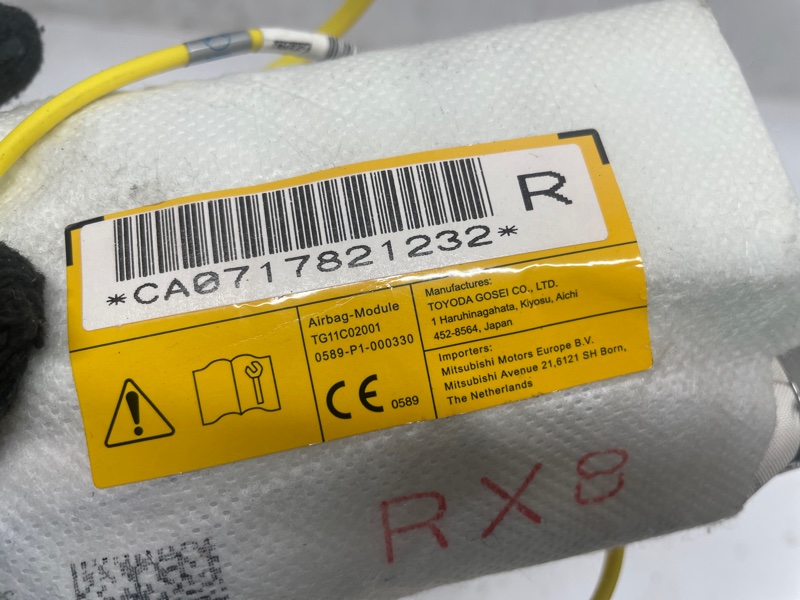 *CA0717821232*
R
Airbag-Module
TG11C02001
0589-P1-000330
CE 0589
Manufactures:
TOYODA GOSEI CO., LTD.
1 Haruhinagahata, Kiyosu, Aichi
452-8564, Japan
Importers:
Mitsubishi Motors Europe B.V.
Mitsubishi Avenue 21,6121 SH Born,
The Netherlands
RX8